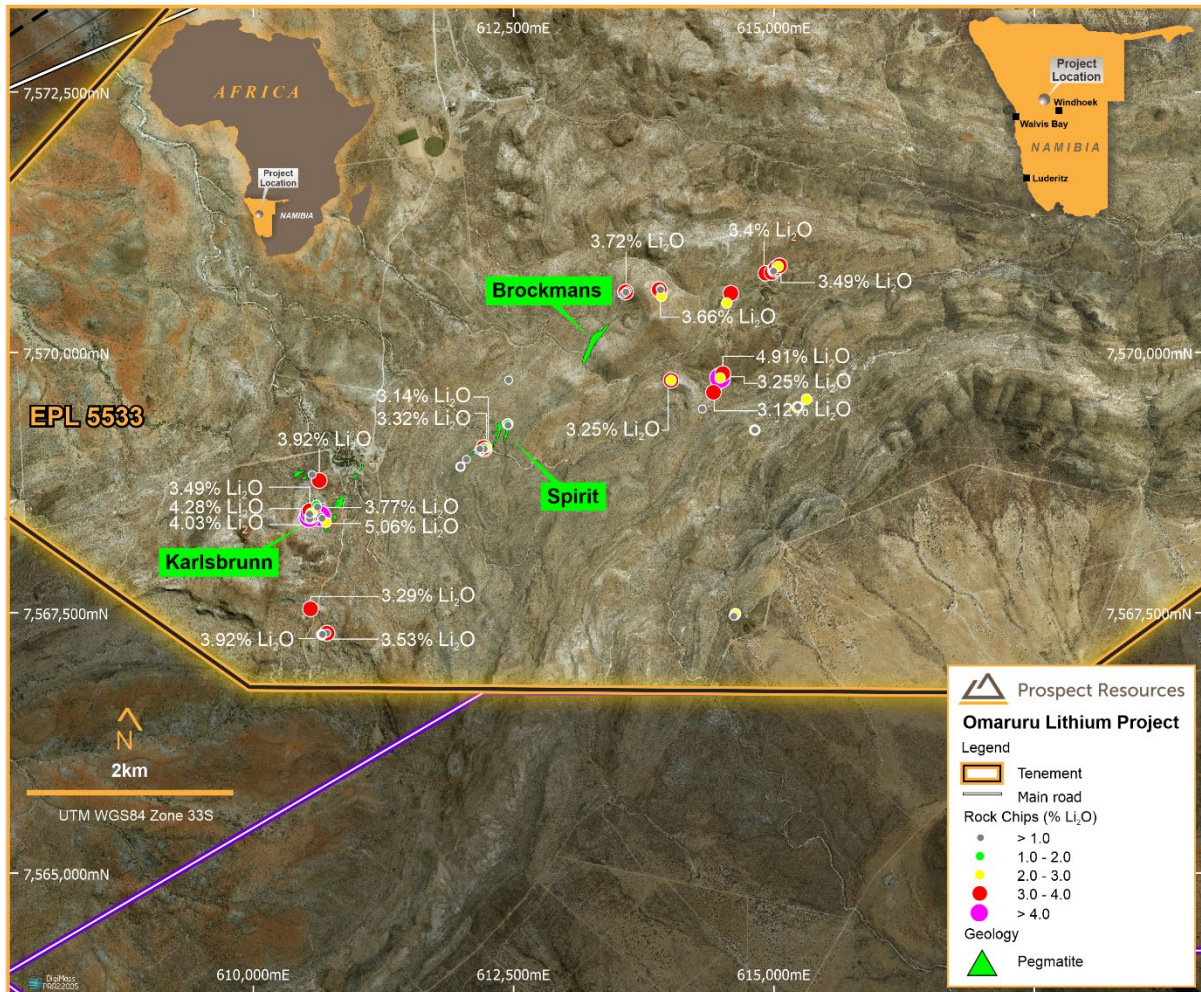 612,500mE
615,000mE
7,572,500mN
AFRICA
Project
Location
NAMIBIA
Project
Location
Windhoek
Walvis Bay
NAMIBIA
Luderitz
3.4% Li₂O
3.72% Li₂O
3.49% Li₂O
Brockmans
3.66% Li₂O
7,570,000mN
7,570,000mN
4.91% Li₂O
3.25% Li₂O
3.14% Li₂O
3.12% Li₂O
3.32% Li₂O
EPL 5533
3.25% Li₂O
3.92% Li₂O
3.49% Li₂O
Spirit
4.28% Li₂O
3.77% Li₂O
4.03% Li₂O
5.06% Li₂O
Karlsbrunn
3.29% Li₂O
7,567,500mN
7,567,500mN
3.92% Li₂O
3.53% Li₂O
N
2km
UTM WGS84 Zone 33S
Prospect Resources
Omaruru Lithium Project
Legend
Tenement
Main road
Rock Chips (% Li₂O)
> 1.0
1.0 - 2.0
2.0 - 3.0
3.0 - 4.0
> 4.0
Geology
Pegmatite
7,565,000mN
610,000mE
612,500mE
615,000mE
DigiMaps
PRA22005